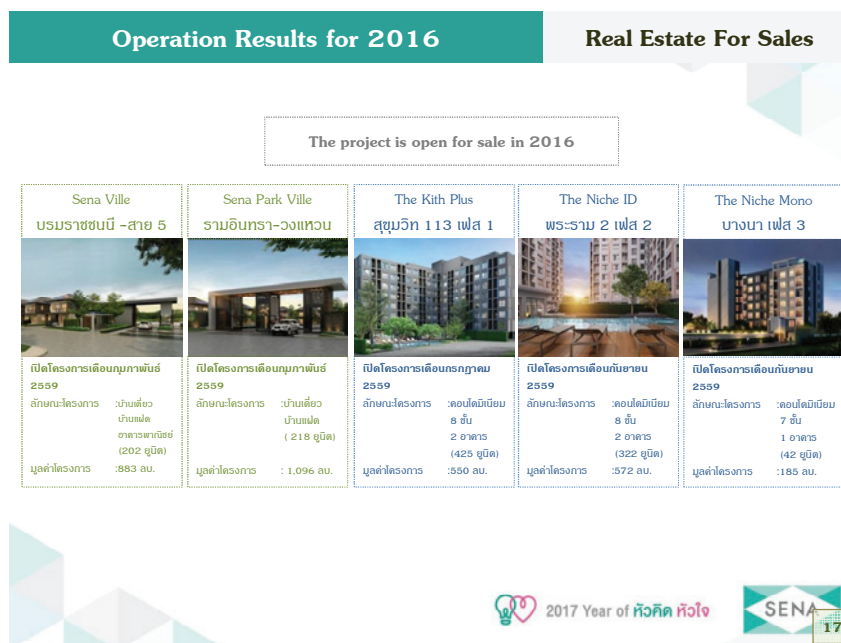 Operation Results for 2016
Real Estate For Sales
The project is open for sale in 2016
Sena Ville
บรมราชชนนี -สาย 5
เปิดโครงการเดือนกุมภาพันธ์
2559
ลักษณะโครงการ :บ้านเดี่ยว
บ้านแฝด
อาคารพาณิชย์
(202 ยูนิต)
มูลค่าโครงการ :883 ลบ.
Sena Park Ville
รามอินทรา-วงแหวน
เปิดโครงการเดือนกุมภาพันธ์
2559
ลักษณะโครงการ :บ้านเดี่ยว
บ้านแฝด
( 218 ยูนิต)
มูลค่าโครงการ : 1,096 ลบ.
The Kith Plus
สุขุมวิท 113 เฟส 1
เปิดโครงการเดือนกรกฎาคม
2559
ลักษณะโครงการ :คอนโดมิเนียม
8 ชั้น
2 อาคาร
(425 ยูนิต)
มูลค่าโครงการ :550 ลบ.
The Niche ID
พระราม 2 เฟส 2
เปิดโครงการเดือนกันยายน
2559
ลักษณะโครงการ :คอนโดมิเนียม
8 ชั้น
2 อาคาร
(322 ยูนิต)
มูลค่าโครงการ :572 ลบ.
The Niche Mono
บางนา เฟส 3
เปิดโครงการเดือนกันยายน
2559
ลักษณะโครงการ :คอนโดมิเนียม
7 ชั้น
1 อาคาร
(42 ยูนิต)
มูลค่าโครงการ :185 ลบ.
2017 Year of หัวคิด หัวใจ
SENA
17